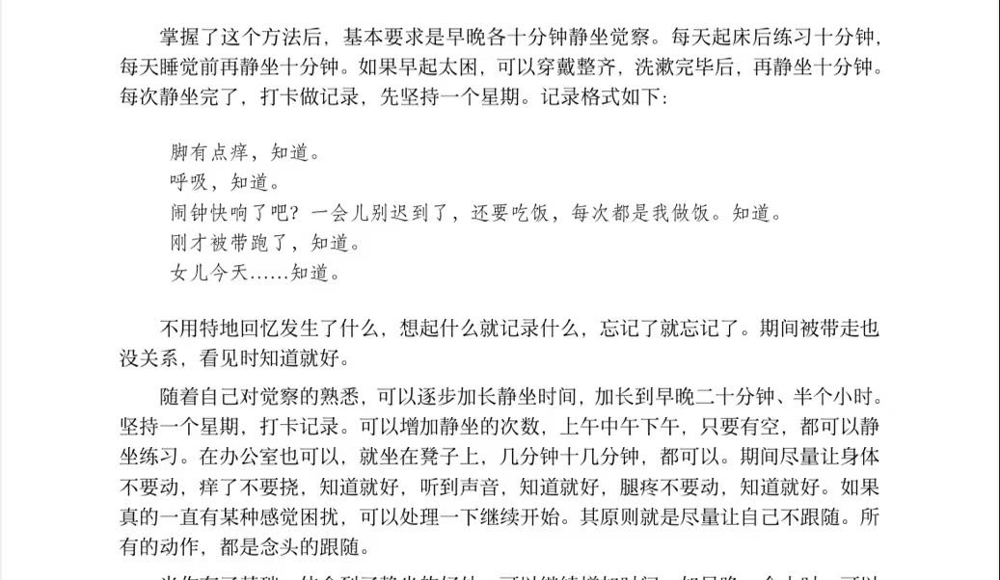 掌握了这个方法后，基本要求是早晚各十分钟静坐觉察。每天起床后练习十分钟，
每天睡觉前再静坐十分钟。如果早起太困，可以穿戴整齐，洗漱完毕后，再静坐十分钟。
每次静坐完了，打卡做记录，先坚持一个星期。记录格式如下：
脚有点痒，知道。
呼吸，知道。
闹钟快响了吧？一会儿别迟到了，还要吃饭，每次都是我做饭。知道。
刚才被带跑了，知道。
女儿今天……知道。
不用特地回忆发生了什么，想起什么就记录什么，忘记了就忘记了。期间被带走也
没关系，看见时知道就好。
随着自己对觉察的熟悉，可以逐步加长静坐时间，加长到早晚二十分钟、半个小时。
坚持一个星期，打卡记录。可以增加静坐的次数，上午中午下午，只要有空，都可以静
坐练习。在办公室也可以，就坐在凳子上，几分钟十几分钟，都可以。期间尽量让身体
不要动，痒了不要挠，知道就好，听到声音，知道就好，腿疼不要动，知道就好。如果
真的一直有某种感觉困扰，可以处理一下继续开始。其原则就是尽量让自己不跟随。所
有的动作，都是念头的跟随。